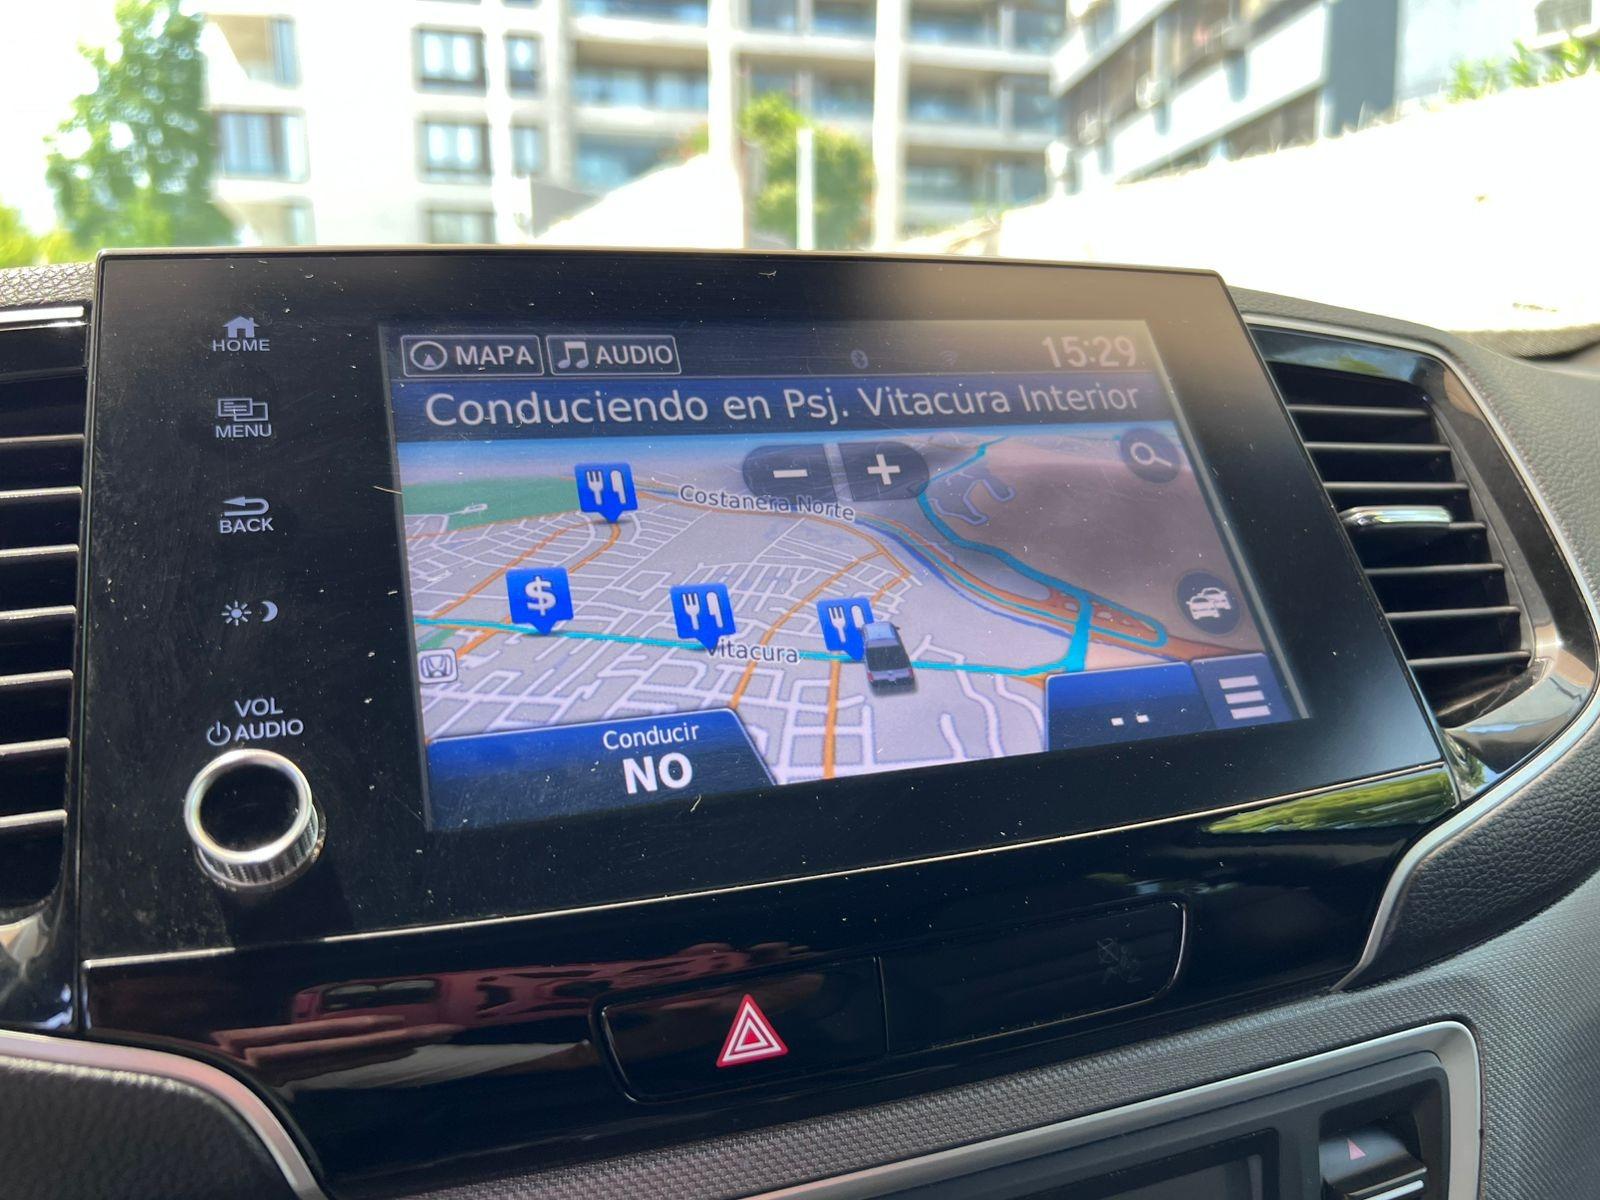 HOME
MENU
BACK
VOL
AUDIO
MAPA AUDIO 15:29
Conduciendo en Psj. Vitacura Interior
- +
Costanera Norte
$
Vitacura
Conducir
NO
--